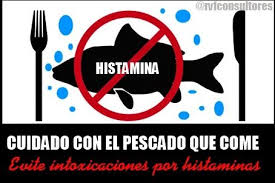 @rvfconsultores
HISTAMINA
CUIDADO CON EL PESCADO QUE COME
Evite intoxicaciones por histaminas